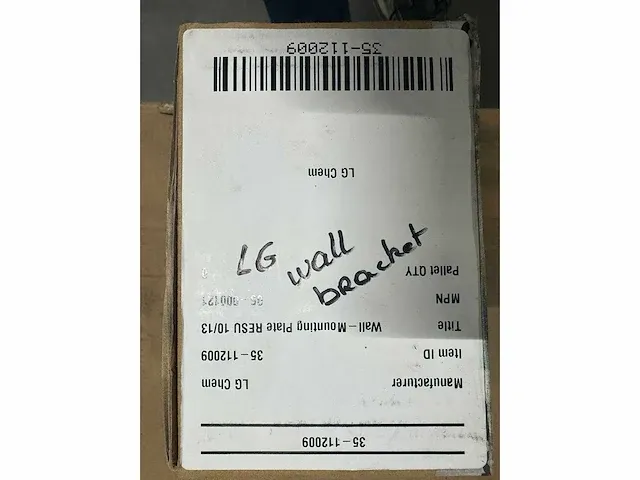 35-112009
Manufacturer LG Chem
Item ID 35-112009
Title Wall-Mounting Plate RESU 10/13
MPN
Pallet QTY
LG wall
bracket
LG Chem
35-112009